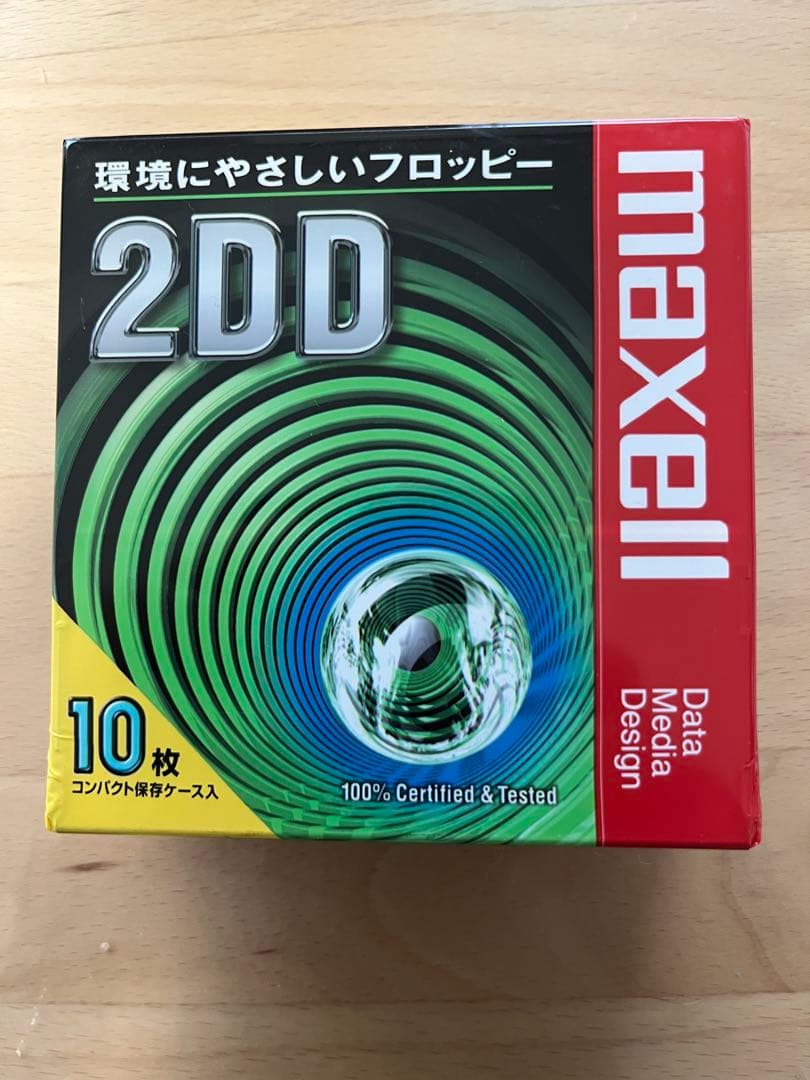 環境にやさしいフロッピー
2DD
maxell
Data
Media
Design
10枚
コンパクト保存ケース入
100% Certified & Tested